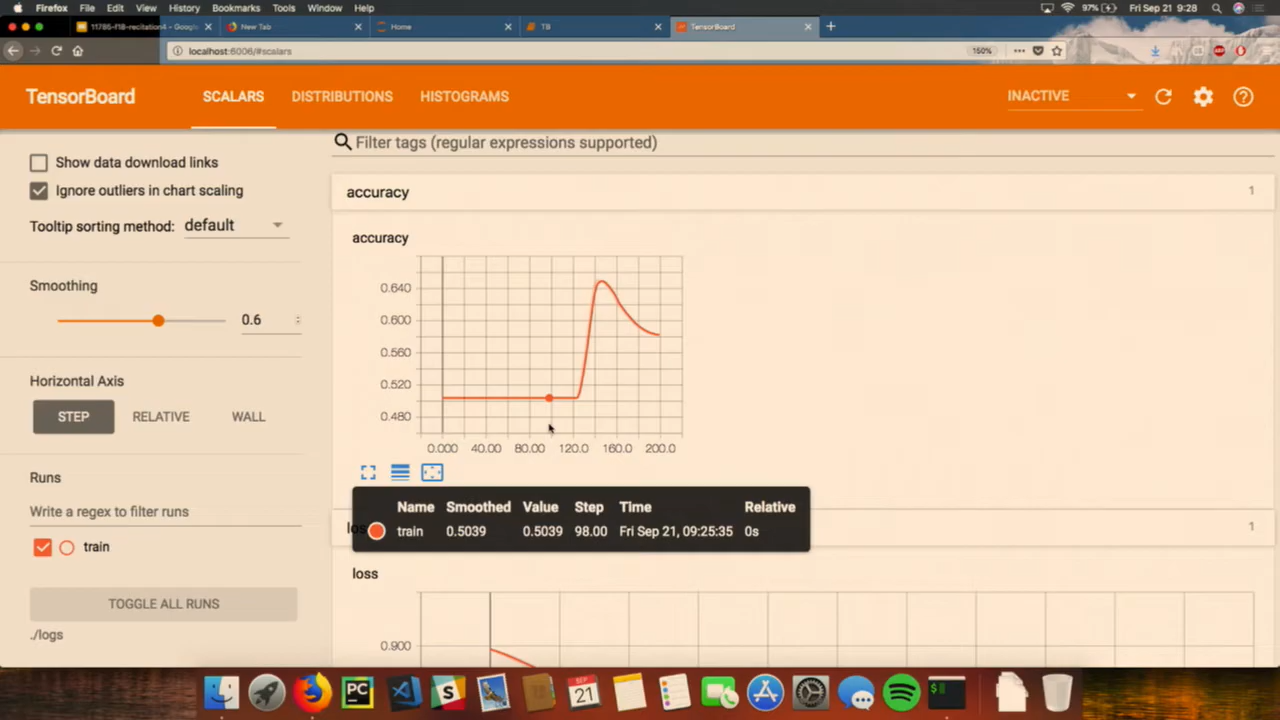 Firefox File Edit View History Bookmarks Tools Window Help 97% Fri Sep 21 9:28
11785-f18-recitation4 - Google New Tab Home TB TensorBoard
localhost:6006/#scalars 150%
TensorBoard SCALARS DISTRIBUTIONS HISTOGRAMS INACTIVE
Show data download links
Ignore outliers in chart scaling
Tooltip sorting method: default
Smoothing
0.6
Horizontal Axis
STEP RELATIVE WALL
Runs
Write a regex to filter runs
train
TOGGLE ALL RUNS
./logs
Filter tags (regular expressions supported)
accuracy 1
accuracy
0.640
0.600
0.560
0.520
0.480
0.000 40.00 80.00 120.0 160.0 200.0
Name Smoothed Value Step Time Relative
train 0.5039 0.5039 98.00 Fri Sep 21, 09:25:35 0s
1
loss
0.900
SEP
21